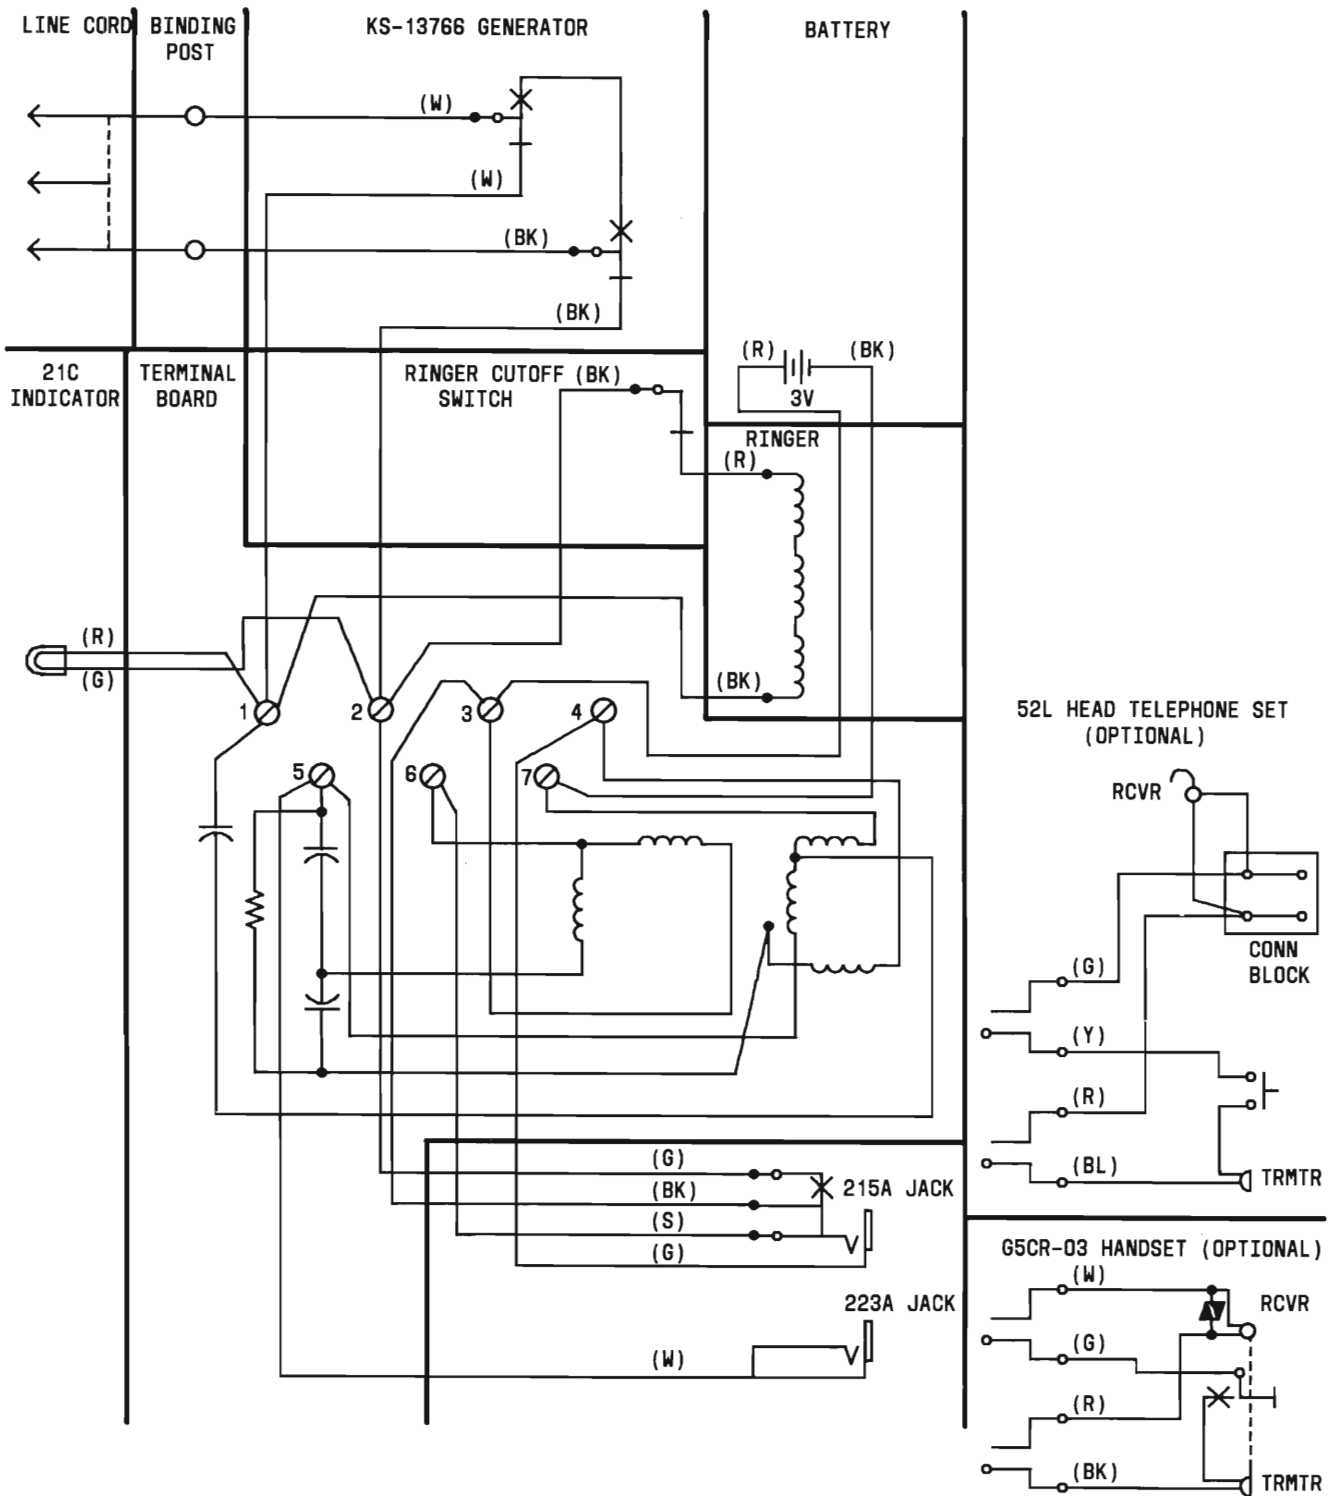 LINE CORD
BINDING
POST
KS-13766 GENERATOR
BATTERY
(W)
(W)
(BK)
(BK)
21C
INDICATOR
TERMINAL
BOARD
RINGER CUTOFF
SWITCH
(BK)
(R)
(BK)
3V
RINGER
(R)
(R)
(G)
(BK)
1
2
3
4
5
6
7
52L HEAD TELEPHONE SET
(OPTIONAL)
RCVR
CONN
BLOCK
(G)
(Y)
(R)
(BL)
TRMTR
(G)
(BK)
(S)
(G)
215A JACK
223A JACK
(W)
G5CR-03 HANDSET (OPTIONAL)
(W)
RCVR
(G)
(R)
(BK)
TRMTR